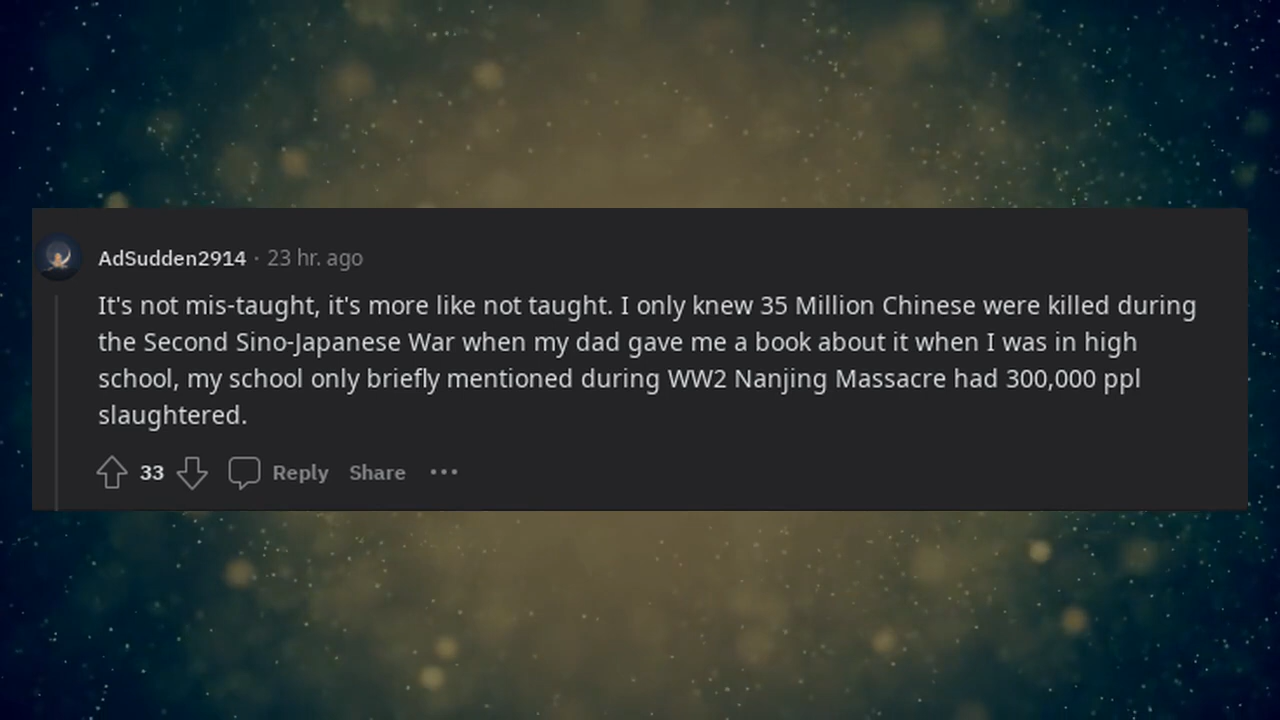 AdSudden2914 · 23 hr. ago
It's not mis-taught, it's more like not taught. I only knew 35 Million Chinese were killed during
the Second Sino-Japanese War when my dad gave me a book about it when I was in high
school, my school only briefly mentioned during WW2 Nanjing Massacre had 300,000 ppl
slaughtered.
33 Reply Share ···